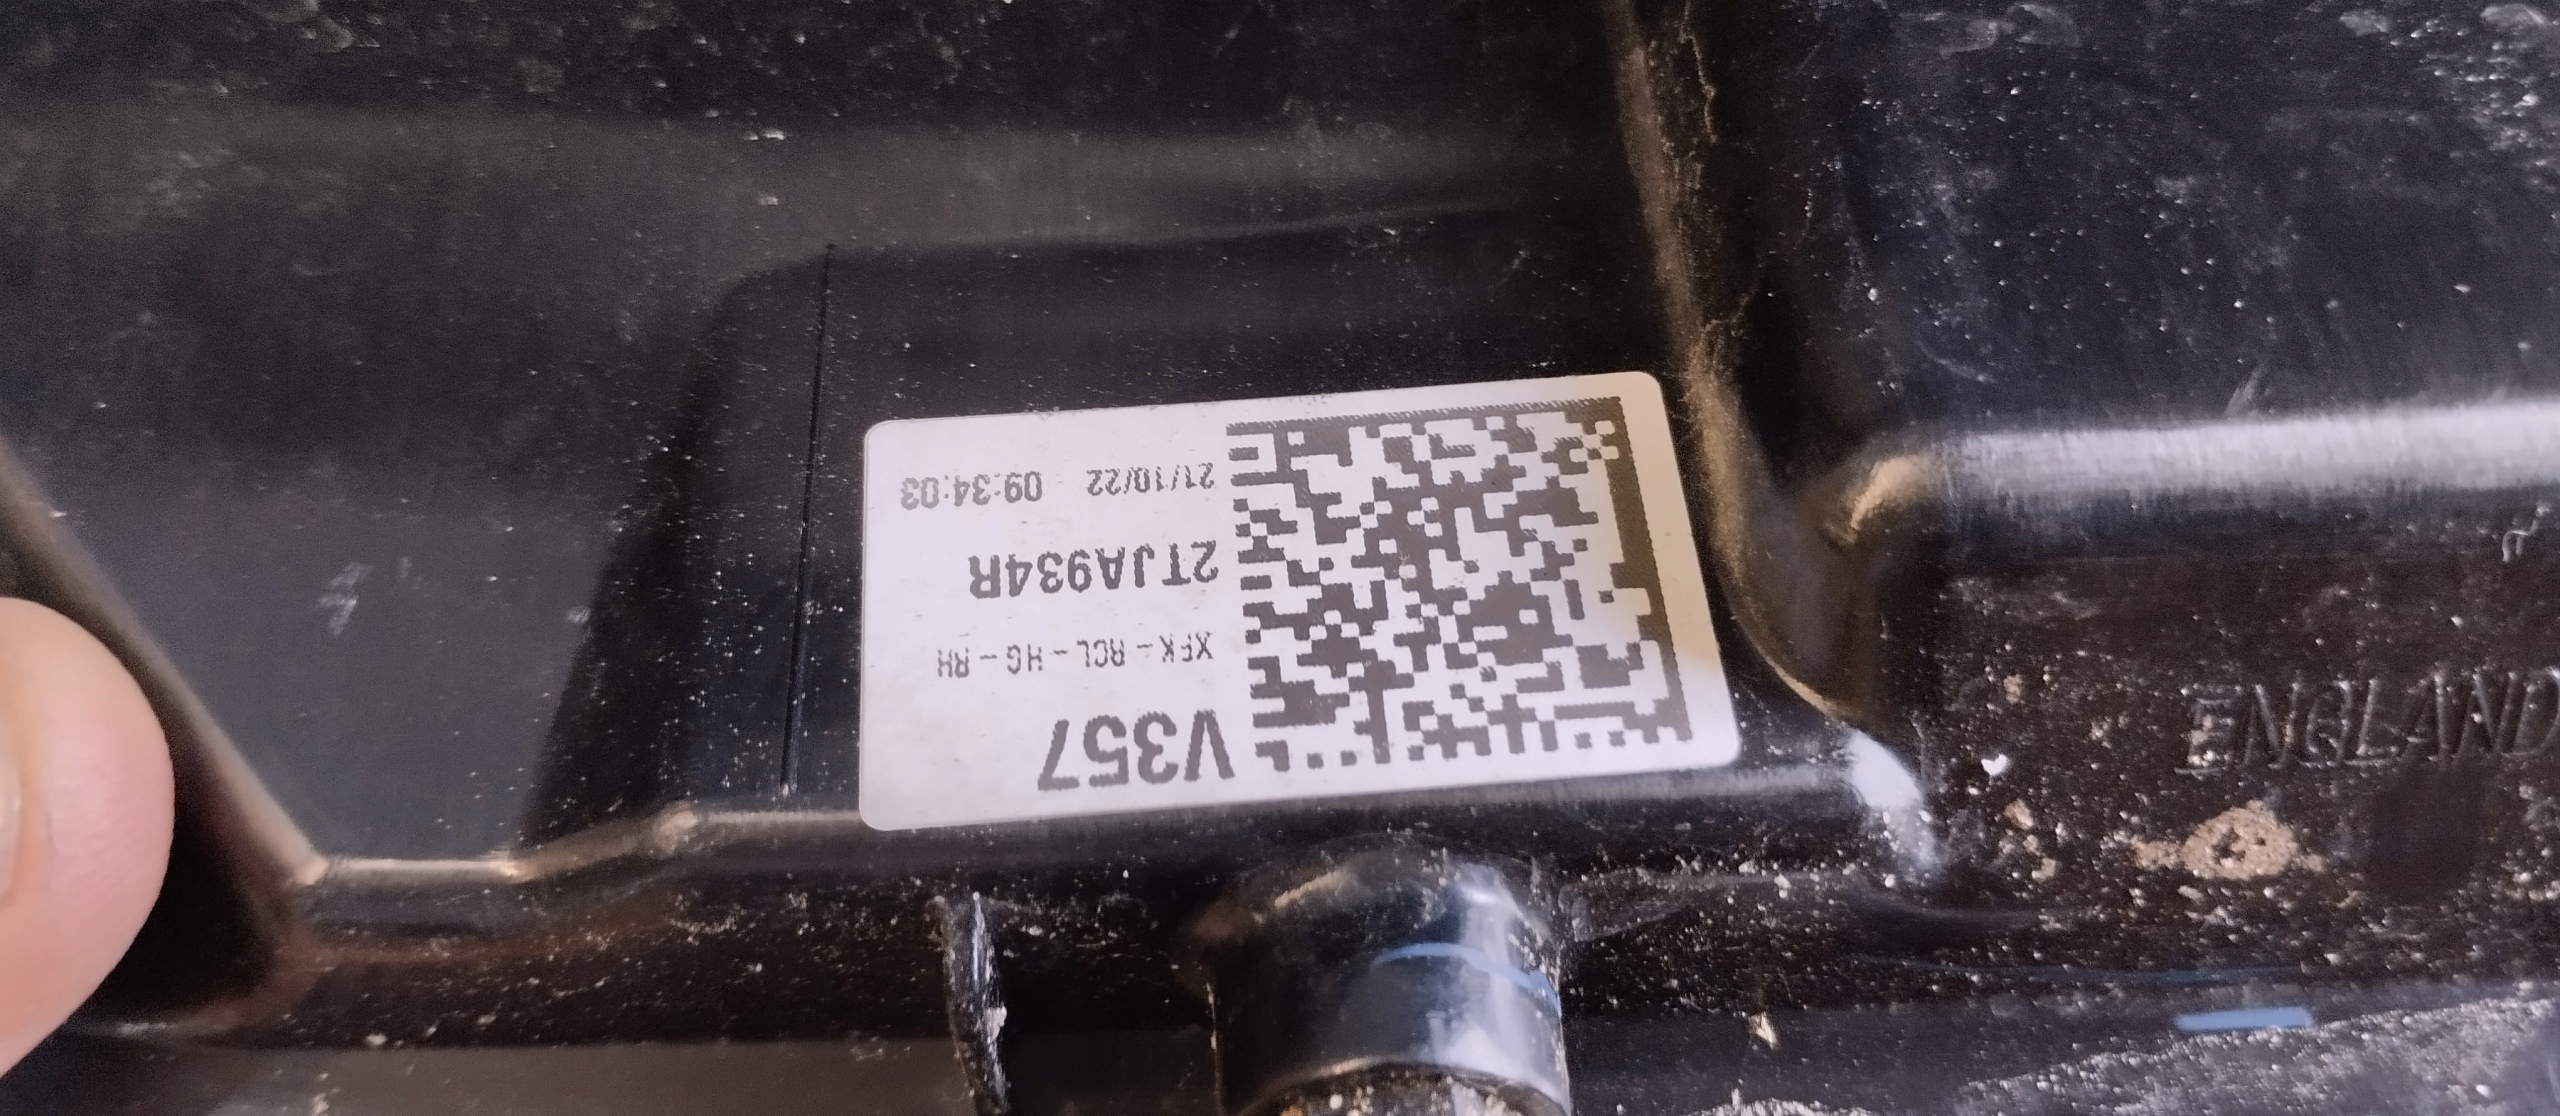 V357
XFK-RCL-HG-RH
2TJA934R
21/10/22 09:34:03
ENGLAND